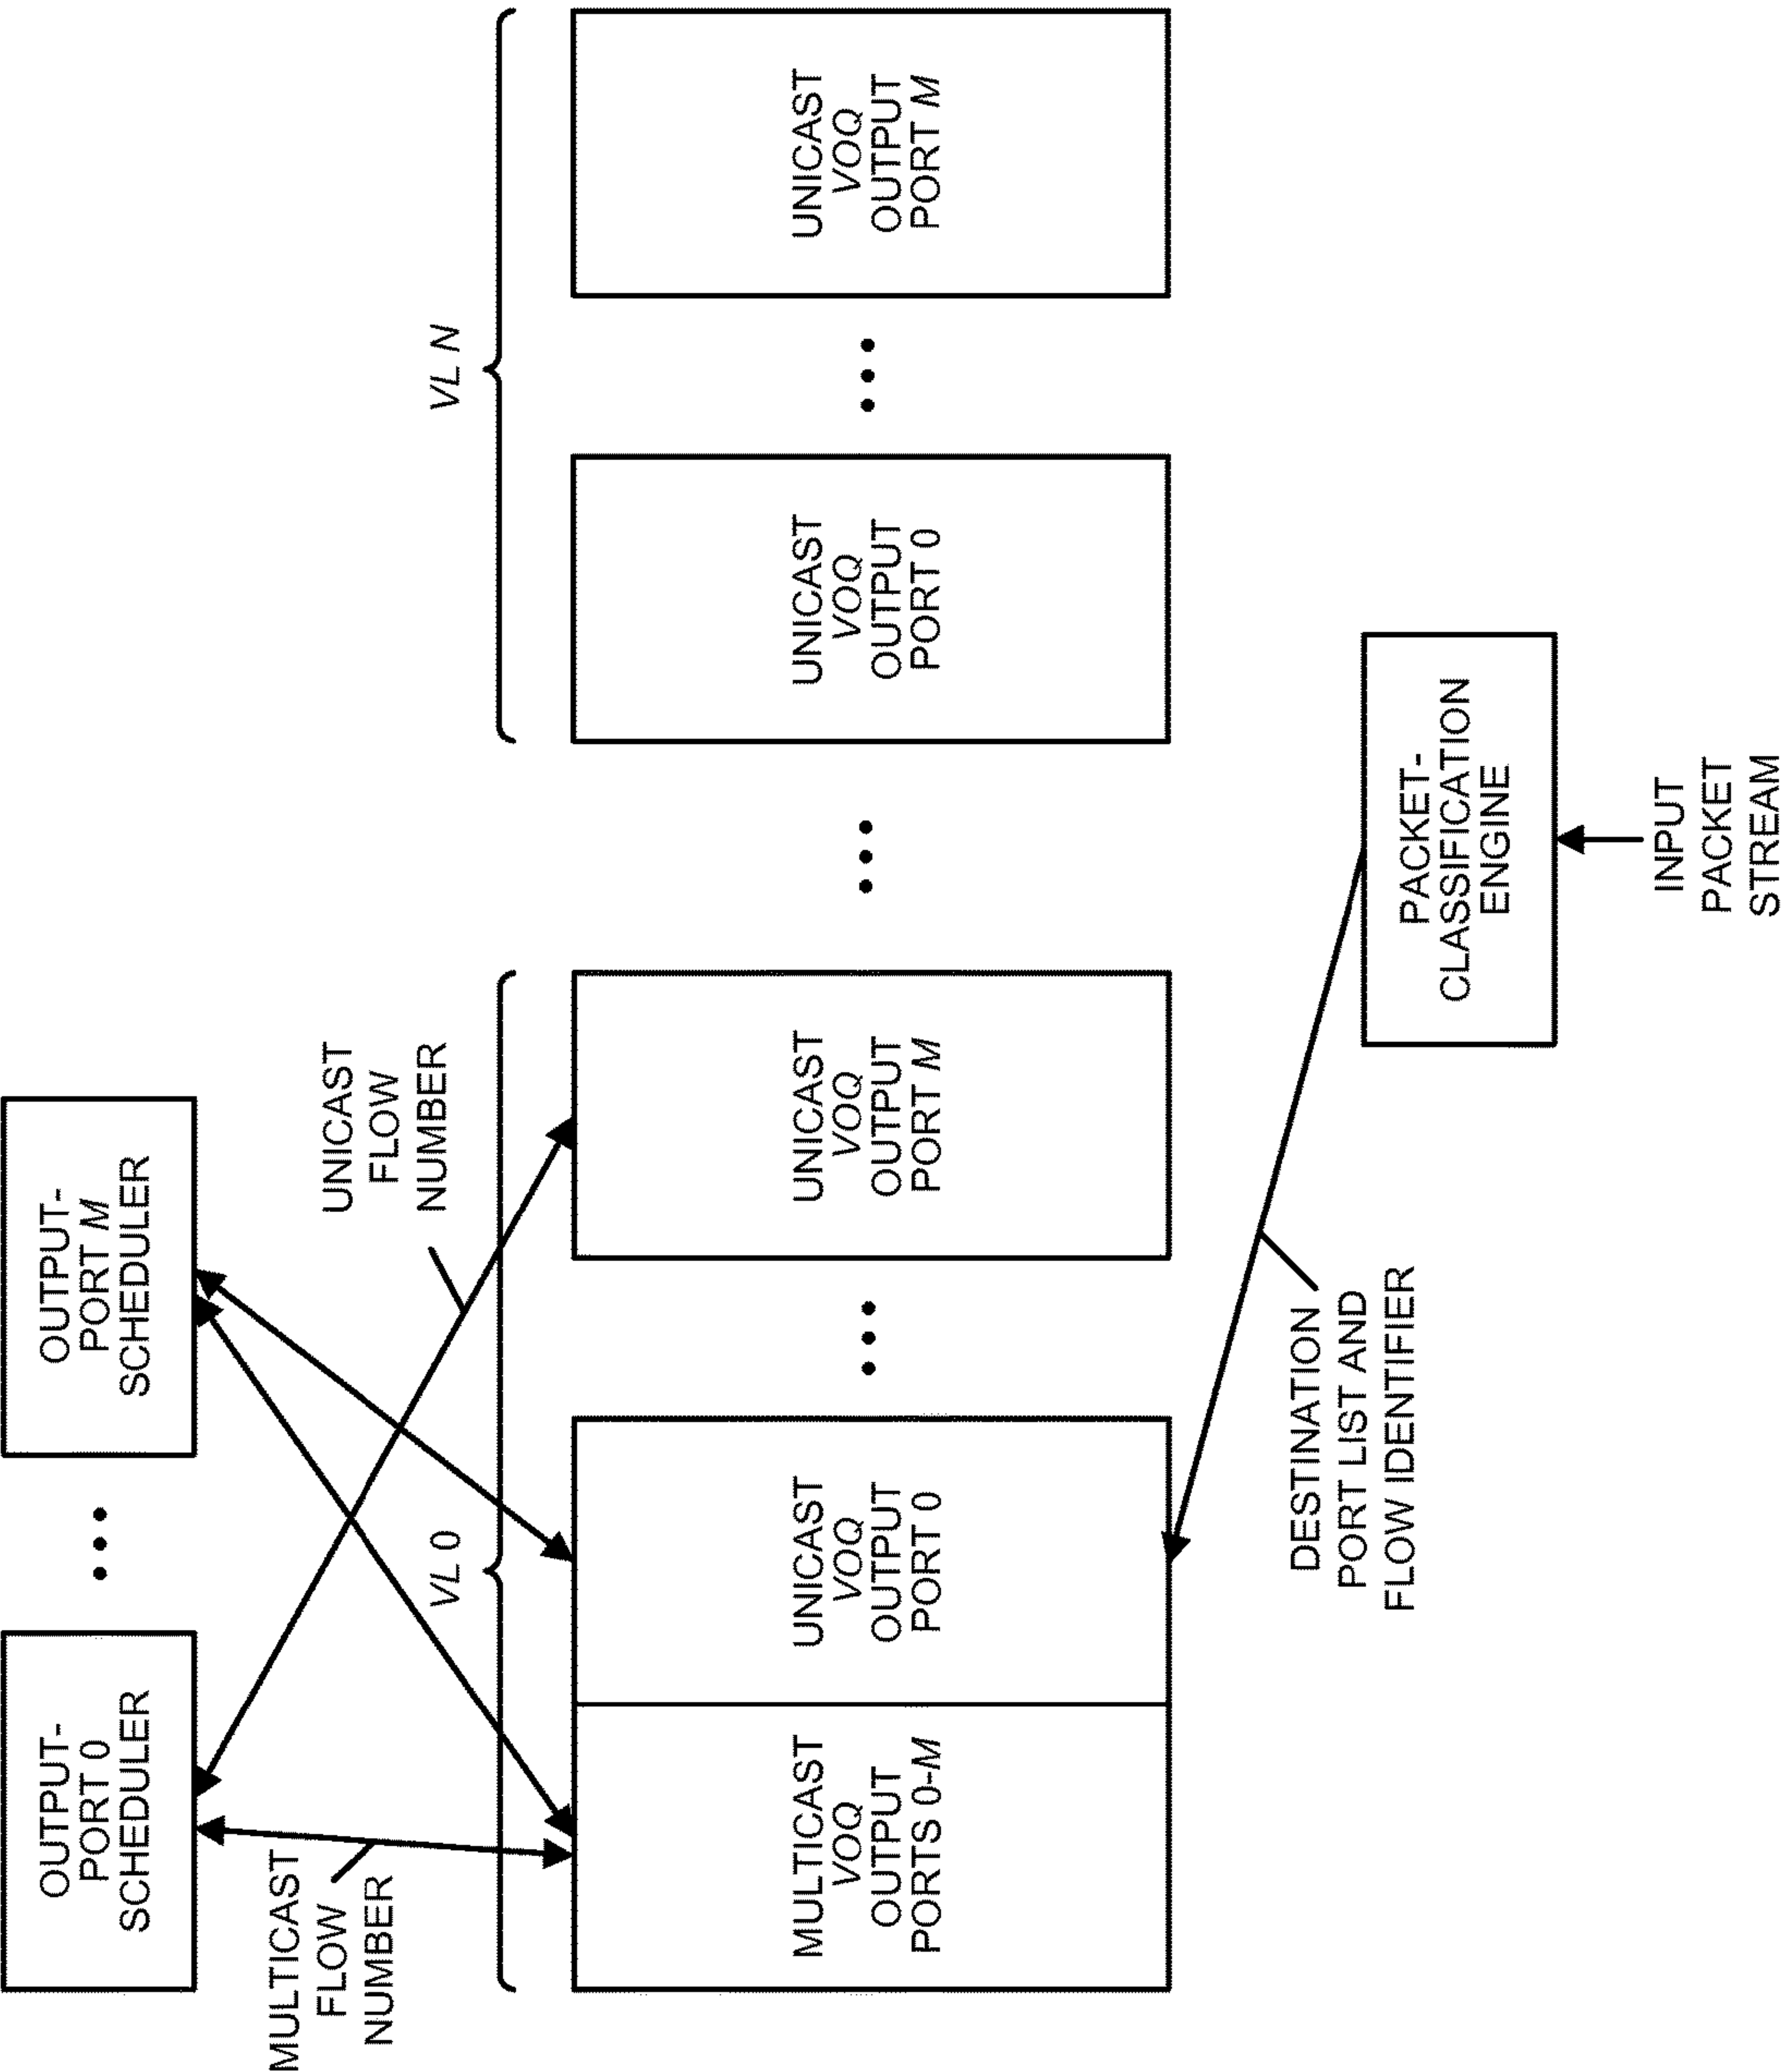 OUTPUT-
PORT 0
SCHEDULER
OUTPUT-
PORT M
SCHEDULER
MULTICAST
FLOW
NUMBER
UNICAST
FLOW
NUMBER
VL 0
VL N
MULTICAST
VOQ
OUTPUT
PORTS 0-M
UNICAST
VOQ
OUTPUT
PORT 0
UNICAST
VOQ
OUTPUT
PORT M
UNICAST
VOQ
OUTPUT
PORT 0
UNICAST
VOQ
OUTPUT
PORT M
DESTINATION
PORT LIST AND
FLOW IDENTIFIER
PACKET-
CLASSIFICATION
ENGINE
INPUT
PACKET
STREAM